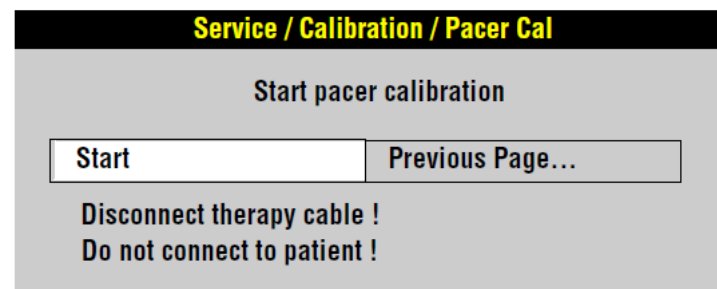 Service / Calibration / Pacer Cal
Start pacer calibration
Start Previous Page...
Disconnect therapy cable !
Do not connect to patient !